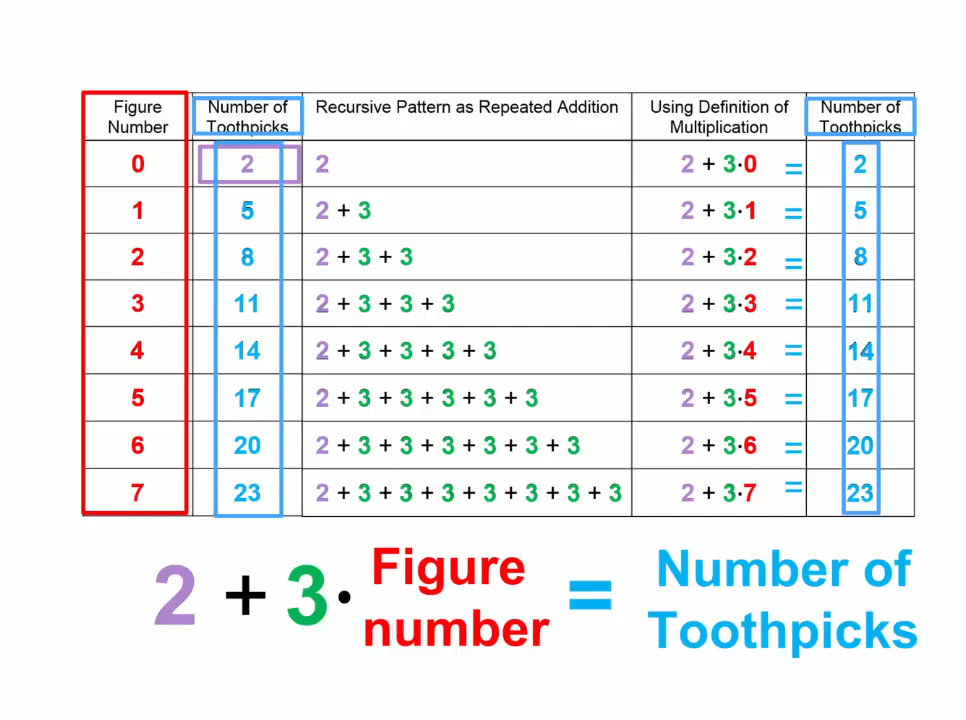 Figure Number | Number of Toothpicks | Recursive Pattern as Repeated Addition | Using Definition of Multiplication | Number of Toothpicks
0 | 2 | 2 | 2 + 3·0 = | 2
1 | 5 | 2 + 3 | 2 + 3·1 = | 5
2 | 8 | 2 + 3 + 3 | 2 + 3·2 = | 8
3 | 11 | 2 + 3 + 3 + 3 | 2 + 3·3 = | 11
4 | 14 | 2 + 3 + 3 + 3 + 3 | 2 + 3·4 = | 14
5 | 17 | 2 + 3 + 3 + 3 + 3 + 3 | 2 + 3·5 = | 17
6 | 20 | 2 + 3 + 3 + 3 + 3 + 3 + 3 | 2 + 3·6 = | 20
7 | 23 | 2 + 3 + 3 + 3 + 3 + 3 + 3 + 3 | 2 + 3·7 = | 23
2 + 3 · Figure number = Number of Toothpicks